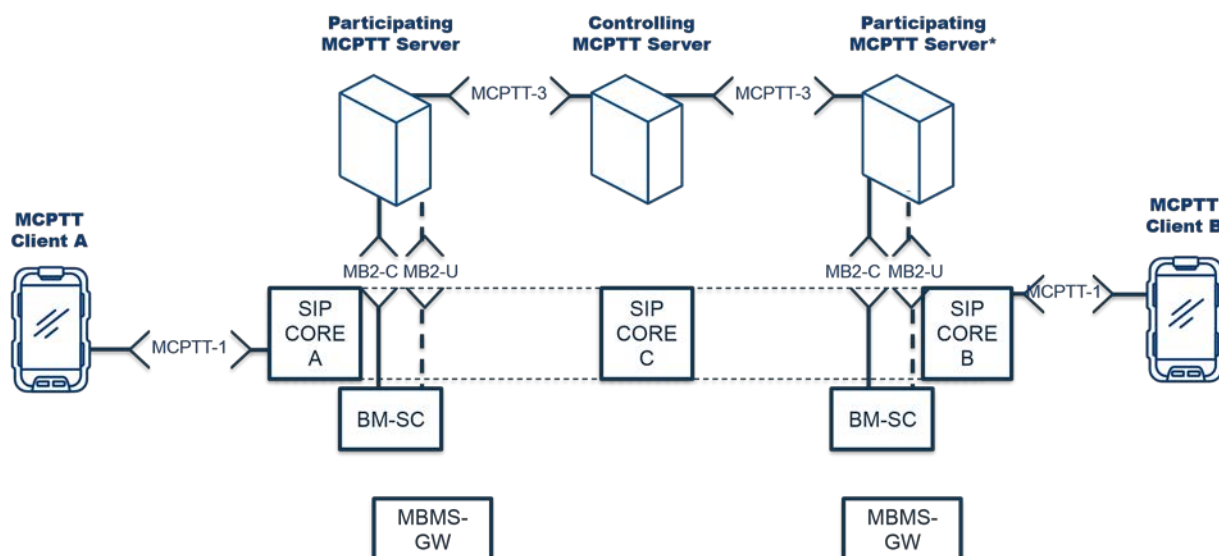 Participating
MCPTT Server
Controlling
MCPTT Server
Participating
MCPTT Server*
MCPTT-3
MCPTT-3
MCPTT
Client A
MCPTT
Client B
MB2-C
MB2-U
MB2-C
MB2-U
MCPTT-1
SIP
CORE
A
SIP
CORE
C
SIP
CORE
B
MCPTT-1
BM-SC
BM-SC
MBMS-
GW
MBMS-
GW